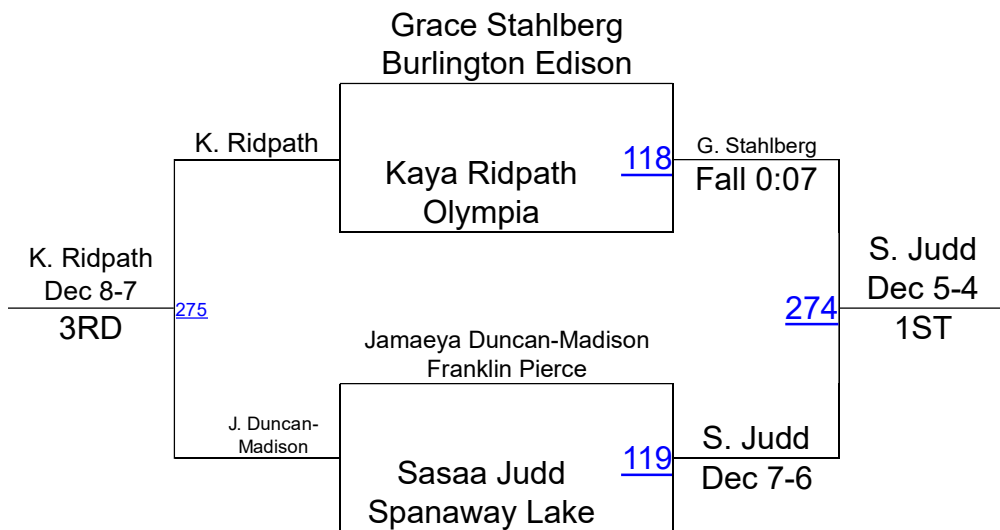 Grace Stahlberg
Burlington Edison
K. Ridpath
118
G. Stahlberg
Kaya Ridpath
Olympia
Fall 0:07
K. Ridpath
Dec 8-7
3RD
275
274
S. Judd
Dec 5-4
1ST
Jamaeya Duncan-Madison
Franklin Pierce
J. Duncan-
Madison
119
S. Judd
Dec 7-6
Sasaa Judd
Spanaway Lake